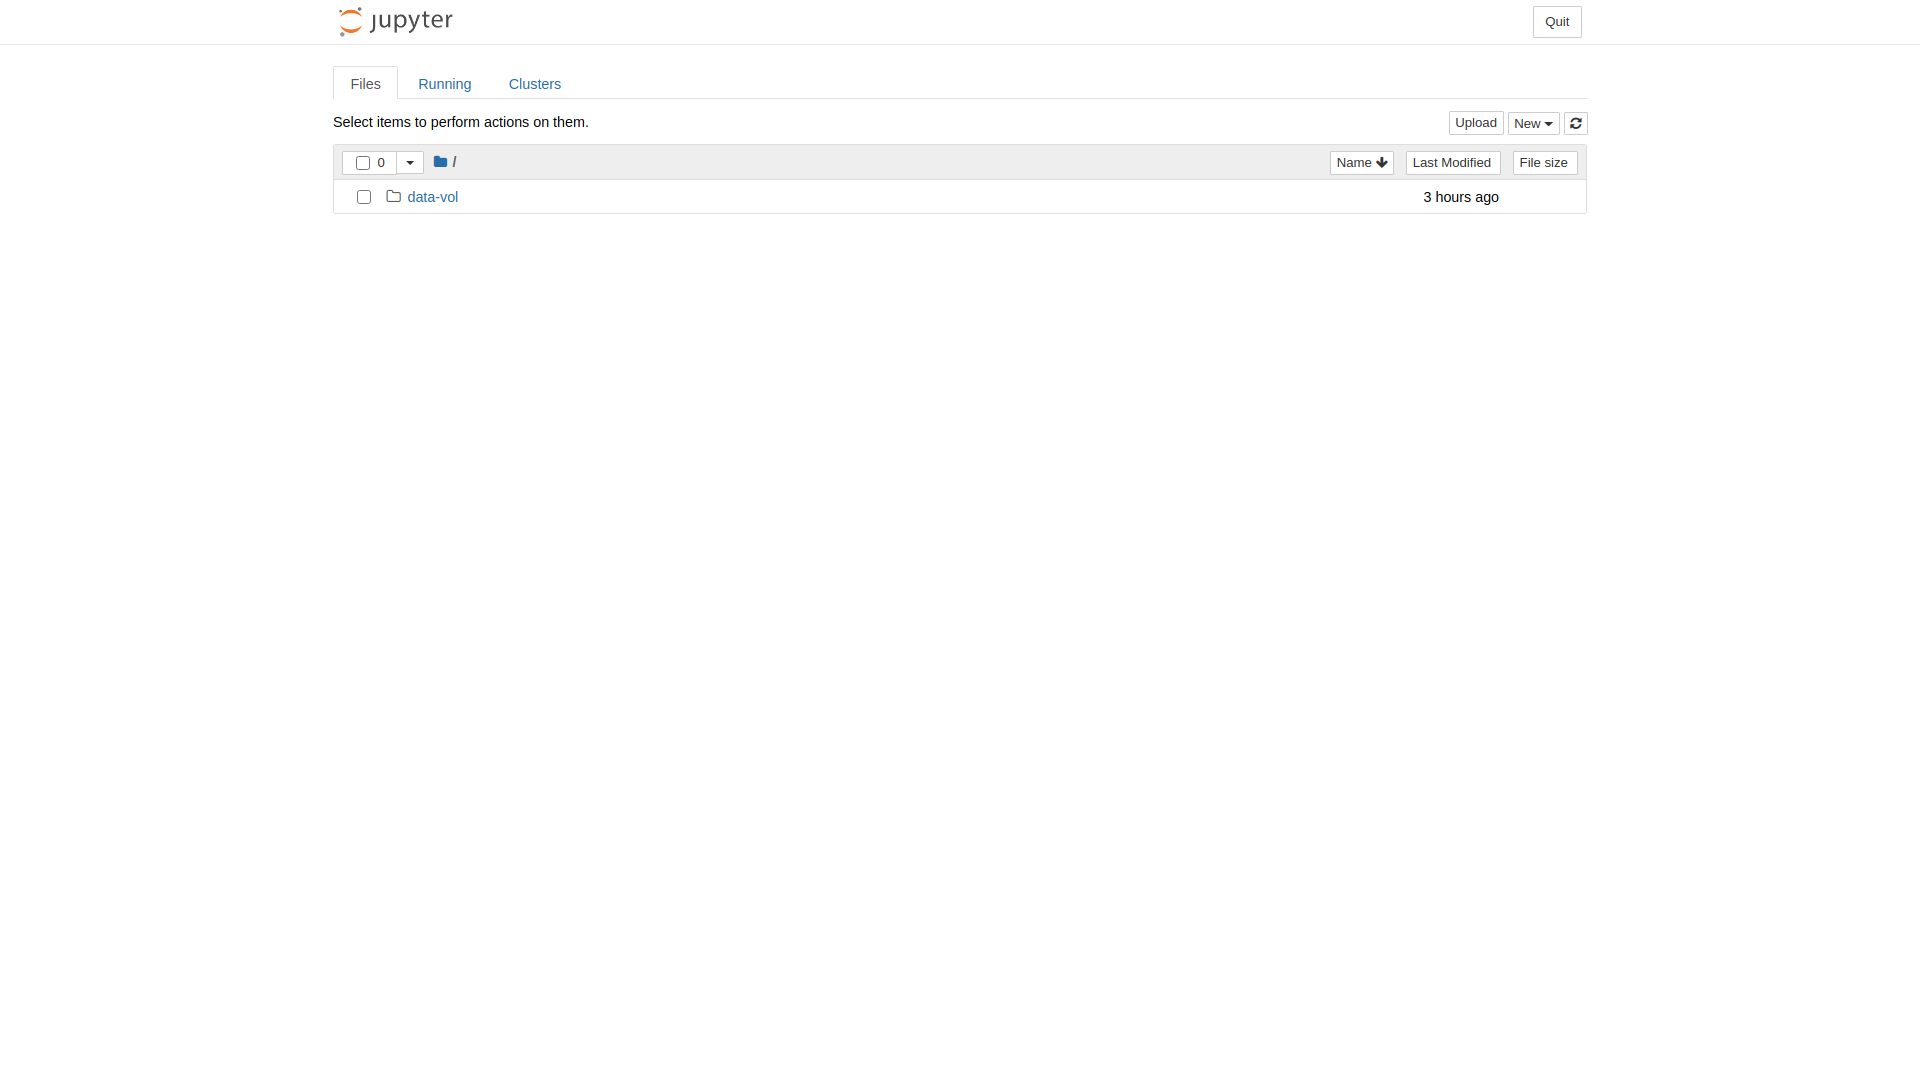 jupyter
Quit
Files Running Clusters
Select items to perform actions on them.
Upload New
0 / Name Last Modified File size
data-vol 3 hours ago